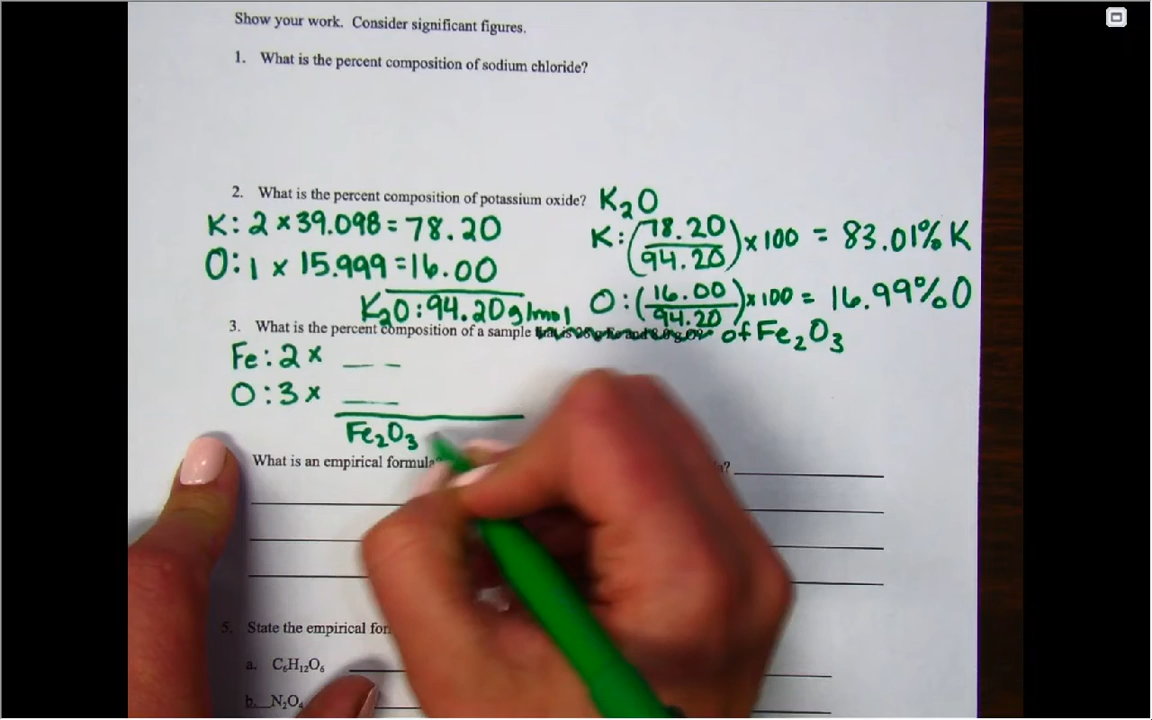 Show your work. Consider significant figures.
1. What is the percent composition of sodium chloride?
2. What is the percent composition of potassium oxide? K₂O
K: 2 × 39.098 = 78.20
K: (78.20/94.20) × 100 = 83.01% K
O: 1 × 15.999 = 16.00
O: (16.00/94.20) × 100 = 16.99% O
K₂O: 94.20 g/mol
3. What is the percent composition of a sample of Fe₂O₃
Fe: 2 ×
O: 3 ×
Fe₂O₃
What is an empirical formula
5. State the empirical
a. C₆H₁₂O₆
b. N₂O₄